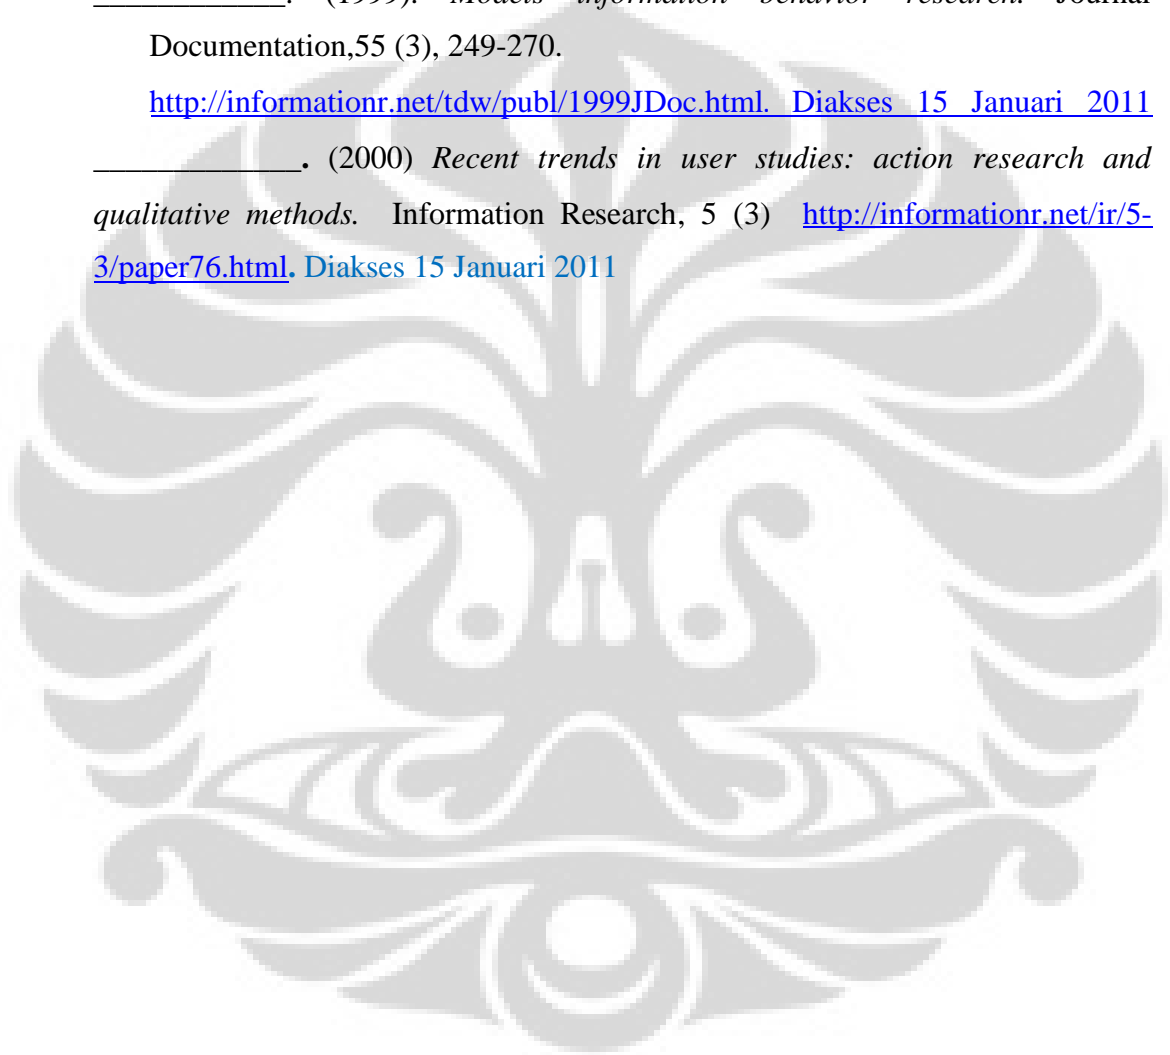 ____________. (1999). Models information behavior research. Journal
Documentation,55 (3), 249-270.
http://informationr.net/tdw/publ/1999JDoc.html. Diakses 15 Januari 2011
_____________. (2000) Recent trends in user studies: action research and
qualitative methods. Information Research, 5 (3) http://informationr.net/ir/5-
3/paper76.html. Diakses 15 Januari 2011